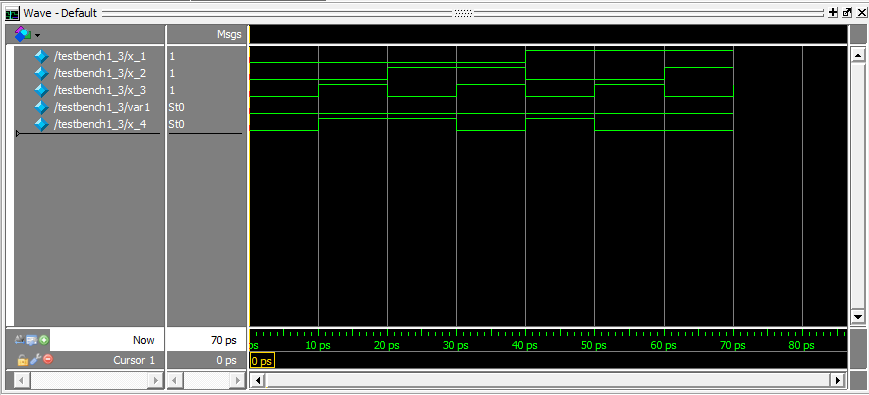 Wave - Default
Msgs
/testbench1_3/x_1 1
/testbench1_3/x_2 1
/testbench1_3/x_3 1
/testbench1_3/var1 St0
/testbench1_3/x_4 St0
Now 70 ps
ps 10 ps 20 ps 30 ps 40 ps 50 ps 60 ps 70 ps 80 ps
Cursor 1 0 ps
0 ps